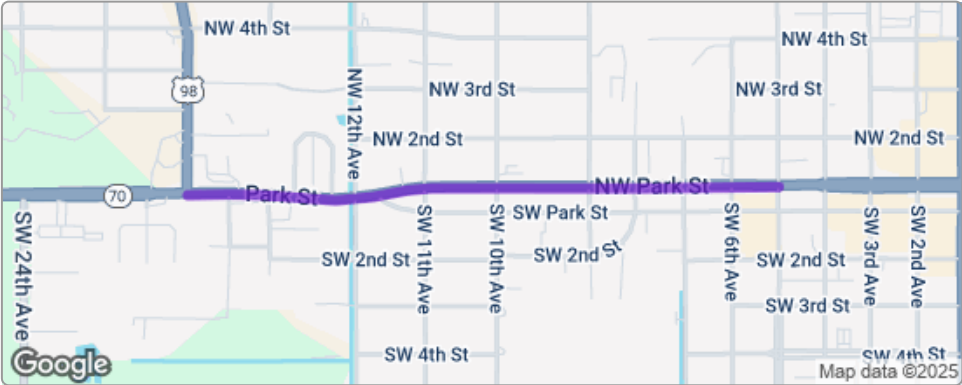 NW 4th St
NW 4th St
98
NW 12th Ave
NW 3rd St
NW 3rd St
NW 2nd St
NW 2nd St
70
Park St
NW Park St
SW 24th Ave
SW 11th Ave
SW 10th Ave
SW Park St
SW 6th Ave
SW 3rd Ave
SW 2nd Ave
SW 2nd St
SW 2nd St
SW 2nd St
SW 3rd St
SW 4th St
SW 4th St
Google
Map data ©2025